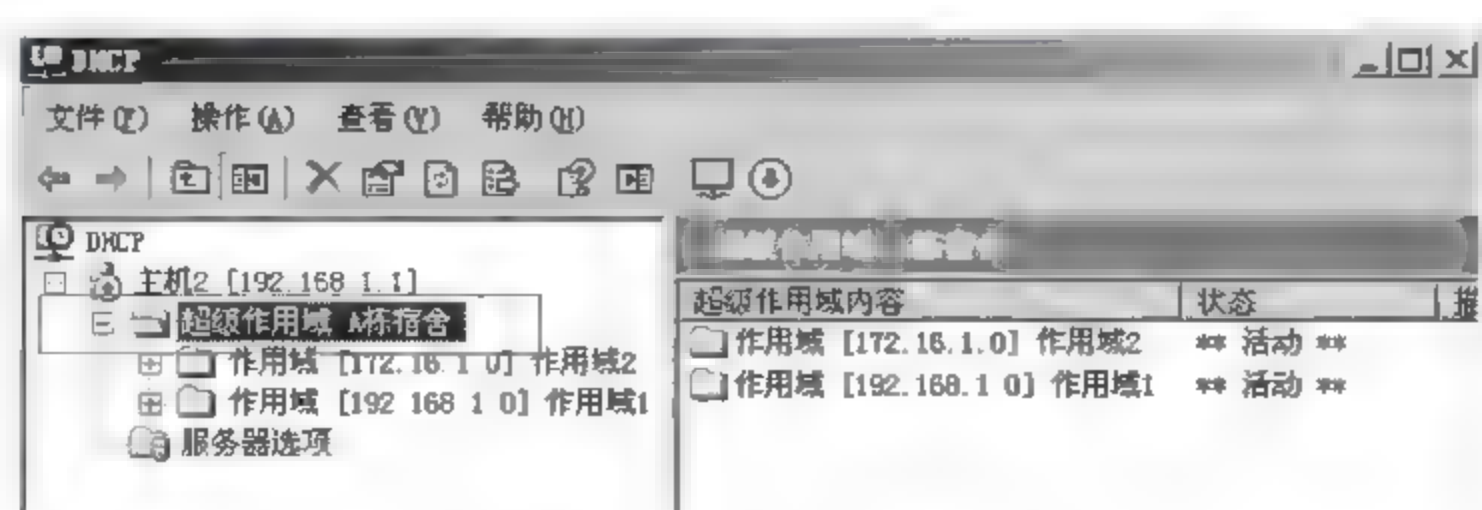 DHCP
文件(F) 操作(A) 查看(V) 帮助(H)
DHCP
主机2 [192.168.1.1]
超级作用域 A栋宿舍
作用域 [172.16.1.0] 作用域2
作用域 [192.168.1.0] 作用域1
服务器选项
超级作用域内容 状态
作用域 [172.16.1.0] 作用域2 ** 活动 **
作用域 [192.168.1.0] 作用域1 ** 活动 **